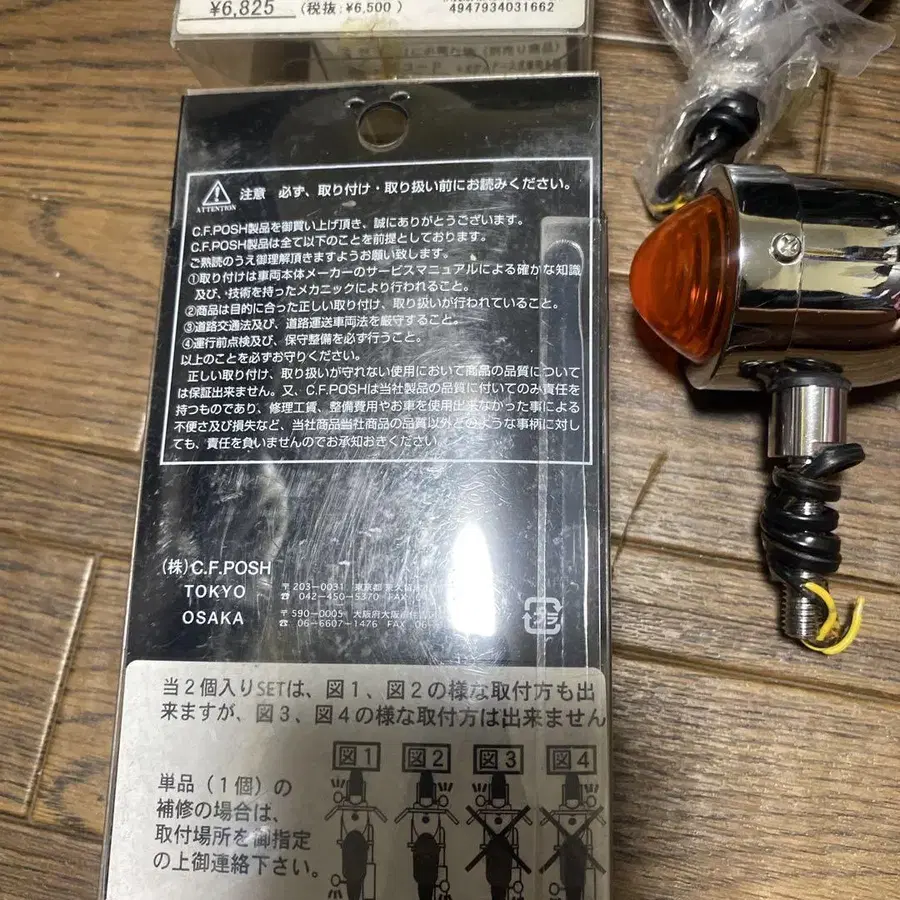 ¥6,825 (税抜:¥6,500)
4947934031662
ATTENTION
注意 必ず、取り付け・取り扱い前にお読みください。
C.F.POSH製品を御買い上げ頂き、誠にありがとうございます。
C.F.POSH製品は全て以下のことを前提としております。
ご熟読のうえ御理解頂きますようお願い致します。
①取り付けは車両本体メーカーのサービスマニュアルによる確かな知識
及び、技術を持ったメカニックにより行われること。
②商品は目的に合った正しい取り付け、取り扱いが行われていること。
③道路交通法及び、道路運送車両法を厳守すること。
④運行前点検及び、保守整備を必ず行うこと。
以上のことを必ずお守りください。
正しい取り付け、取り扱いが守れない使用において商品の品質については
保証出来ません。又、C.F.POSHは当社製品の品質に付いてのみ責任を
持つものであり、修理工賃、整備費用やお車を使用出来なかった事による
不便さ及び損失など、当社商品当社商品の品質以外どのような事柄に対し
ても、責任を負いませんのでお承知おきください。
(株) C.F.POSH
TOKYO 〒203-0031 東京都
☎ 042-450-5370 FAX
OSAKA 〒590-0005 大阪府
☎ 06-6607-1476 FAX 06-
プラ
当2個入りSETは、図1、図2の様な取付方も出
来ますが、図3、図4の様な取付方は出来ません
図1 図2 図3 図4
単品(1個)の
補修の場合は、
取付場所を御指定
の上御連絡下さい。